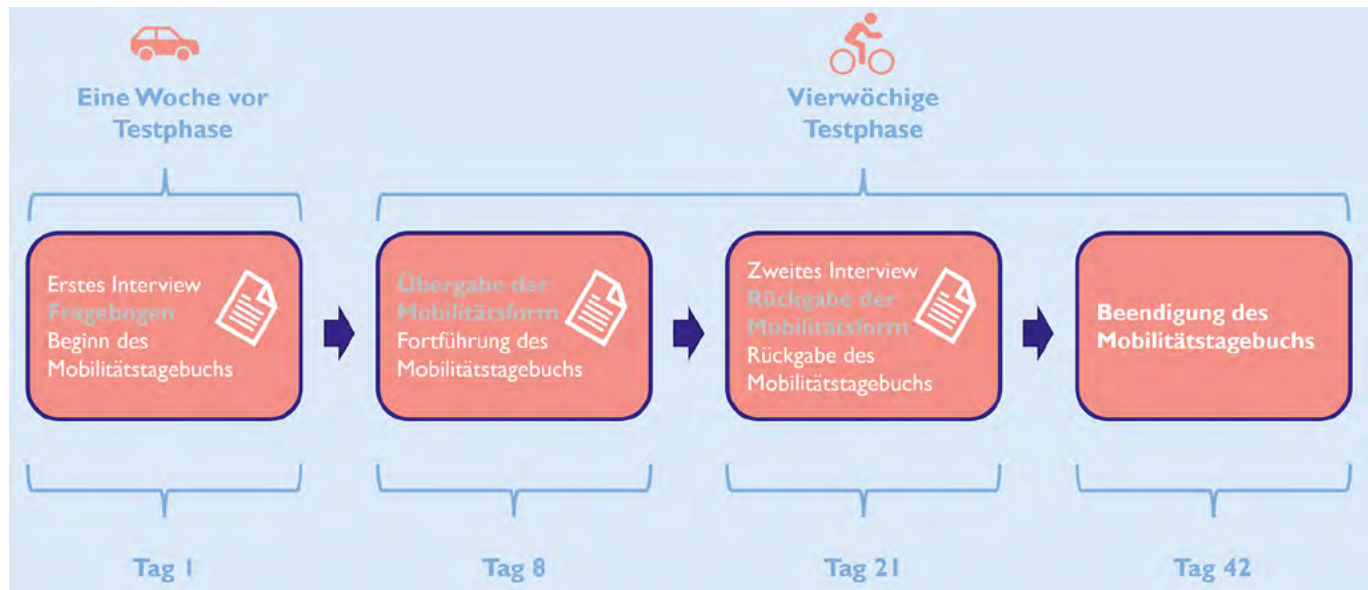 Eine Woche vor
Testphase
Vierwöchige
Testphase
Erstes Interview
Fragebogen
Beginn des
Mobilitätstagebuchs
Übergabe der
Mobilitätsform
Fortführung des
Mobilitätstagebuchs
Zweites Interview
Rückgabe der
Mobilitätsform
Rückgabe des
Mobilitätstagebuchs
Beendigung des
Mobilitätstagebuchs
Tag 1
Tag 8
Tag 21
Tag 42